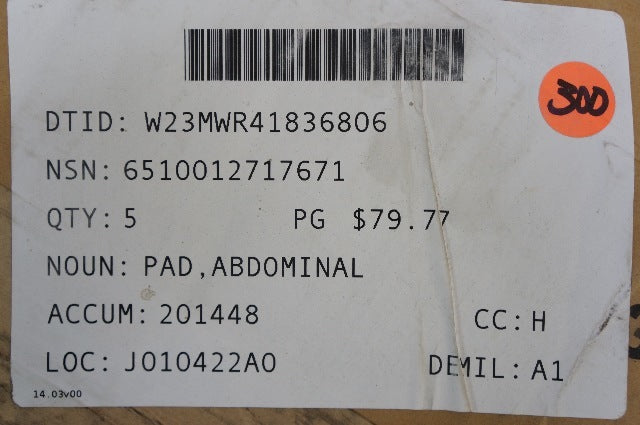 300
DTID: W23MWR41836806
NSN: 6510012717671
QTY: 5 PG $79.77
NOUN: PAD,ABDOMINAL
ACCUM: 201448 CC: H
LOC: J010422A0 DEMIL: A1
14.03v00